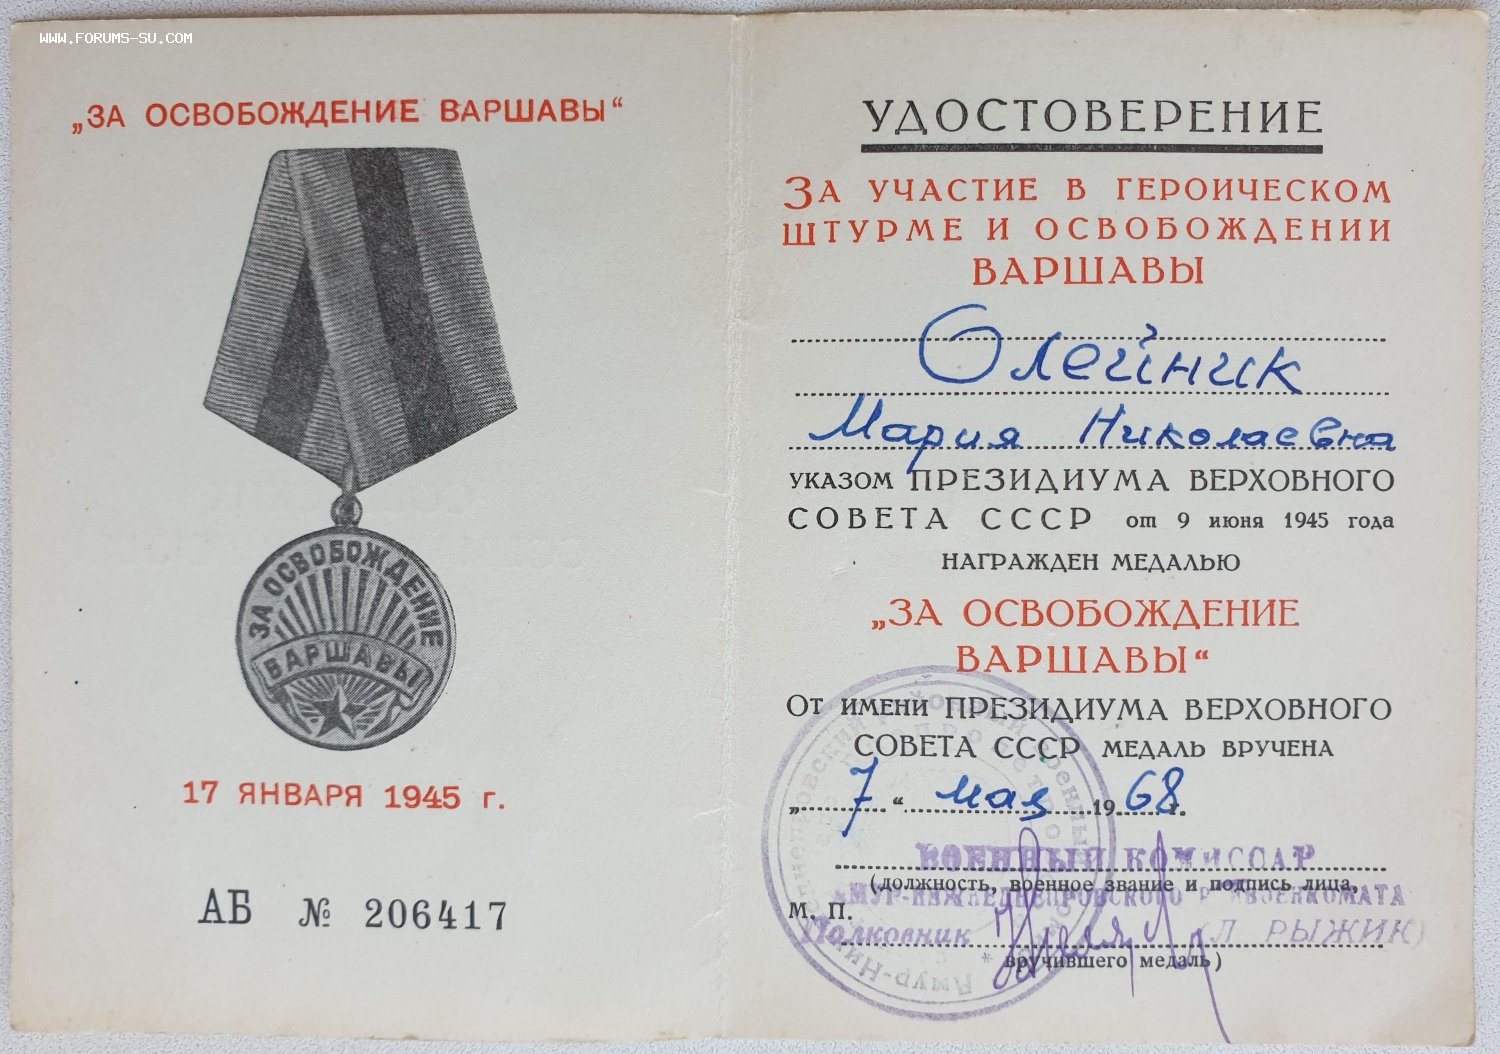 WWW.FORUMS-SU.COM
„ЗА ОСВОБОЖДЕНИЕ ВАРШАВЫ“
ЗА ОСВОБОЖДЕНИЕ
ВАРШАВЫ
17 ЯНВАРЯ 1945 г.
АБ № 206417
УДОСТОВЕРЕНИЕ
ЗА УЧАСТИЕ В ГЕРОИЧЕСКОМ
ШТУРМЕ И ОСВОБОЖДЕНИИ
ВАРШАВЫ
Олейник
Мария Николаевна
УКАЗОМ ПРЕЗИДИУМА ВЕРХОВНОГО
СОВЕТА СССР от 9 июня 1945 года
НАГРАЖДЕН МЕДАЛЬЮ
„ЗА ОСВОБОЖДЕНИЕ
ВАРШАВЫ“
От ИМЕНИ ПРЕЗИДИУМА ВЕРХОВНОГО
СОВЕТА СССР МЕДАЛЬ ВРУЧЕНА
„7“ мая 1968 г.
ВОЕННЫЙ КОМИССАР
(должность, военное звание и подпись лица,
АМУР-НИЖНЕДНЕПРОВСКОГО РАЙВОЕНКОМАТА
М. П.
Полковник (Л РЫЖИК)
вручившего медаль)